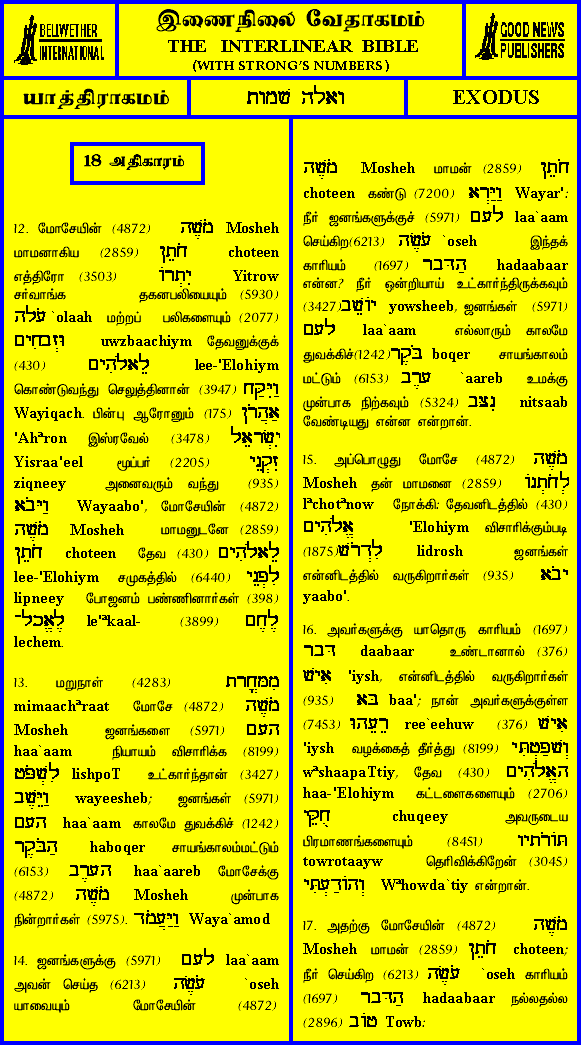 BELLWETHER
INTERNATIONAL
இணைநிலை வேதாகமம்
THE INTERLINEAR BIBLE
(WITH STRONG'S NUMBERS)
GOOD NEWS
PUBLISHERS
யாத்திராகமம்
ואלה שמות
EXODUS
18 அதிகாரம்
12. மோசேயின் (4872) מֹשֶׁה Mosheh
மாமனாகிய (2859) חֹתֵן choteen
எத்திரோ (3503) יִתְרוֹ Yitrow
சர்வாங்க தகனபலியையும் (5930)
עֹלָה `olaah மற்றப் பலிகளையும் (2077)
וּזְבָחִים uwzbaachiym தேவனுக்குக்
(430) לֵאלֹהִים lee-'Elohiym
கொண்டுவந்து செலுத்தினான் (3947) וַיִּקַּח
Wayiqach. பின்பு ஆரோனும் (175) אַהֲרֹן
'Ahªron இஸ்ரவேல் (3478) יִשְׂרָאֵל
Yisraa'eel மூப்பர் (2205) זִקְנֵי
ziqneey அனைவரும் வந்து (935)
וַיָּבֹא Wayaabo', மோசேயின் (4872)
מֹשֶׁה Mosheh மாமனுடனே (2859)
חֹתֵן choteen தேவ (430) לֵאלֹהִים
lee-'Elohiym சமுகத்தில் (6440) לִפְנֵי
lipneey போஜனம் பண்ணினார்கள் (398)
לֶאֱכָל־ le'ªkaal- (3899) לֶחֶם
lechem.
13. மறுநாள் (4283) מִמָּחֳרָת
mimaachªraat மோசே (4872) מֹשֶׁה
Mosheh ஜனங்களை (5971) הָעָם
haa`aam நியாயம் விசாரிக்க (8199)
לִשְׁפֹּט lishpoT உட்கார்ந்தான் (3427)
וַיֵּשֶׁב wayeesheb; ஜனங்கள் (5971)
הָעָם haa`aam காலமே துவக்கிச் (1242)
הַבֹּקֶר haboqer சாயங்காலம்மட்டும்
(6153) הָעֶרֶב haa`aareb மோசேக்கு
(4872) מֹשֶׁה Mosheh முன்பாக
நின்றார்கள் (5975). וַיַּעֲמֹד Waya`amod
14. ஜனங்களுக்கு (5971) לָעָם laa`aam
அவன் செய்த (6213) עֹשֶׂה `oseh
யாவையும் மோசேயின் (4872)
מֹשֶׁה Mosheh மாமன் (2859) חֹתֵן
choteen கண்டு (7200) וַיַּרְא Wayar':
நீர் ஜனங்களுக்குச் (5971) לָעָם laa`aam
செய்கிற(6213) עֹשֶׂה `oseh இந்தக்
காரியம் (1697) הַדָּבָר hadaabaar
என்ன? நீர் ஒன்றியாய் உட்கார்ந்திருக்கவும்
(3427)יוֹשֵׁב yowsheeb, ஜனங்கள் (5971)
לָעָם laa`aam எல்லாரும் காலமே
துவக்கிச்(1242)בֹּקֶר boqer சாயங்காலம்
மட்டும் (6153) עָרֶב `aareb உமக்கு
முன்பாக நிற்கவும் (5324) נִצָּב nitsaab
வேண்டியது என்ன என்றான்.
15. அப்பொழுது மோசே (4872) מֹשֶׁה
Mosheh தன் மாமனை (2859) לְחֹתְנוֹ
lªchotªnow நோக்கி: தேவனிடத்தில் (430)
אֱלֹהִים 'Elohiym விசாரிக்கும்படி
(1875)לִדְרֹשׁ lidrosh ஜனங்கள்
என்னிடத்தில் வருகிறார்கள் (935) יָבֹא
yaabo'.
16. அவர்களுக்கு யாதொரு காரியம் (1697)
דָּבָר daabaar உண்டானால் (376)
אִישׁ 'iysh, என்னிடத்தில் வருகிறார்கள்
(935) בָּא baa'; நான் அவர்களுக்குள்ள
(7453) רֵעֵהוּ ree`eehuw (376) אִישׁ
'iysh வழக்கைத் தீர்த்து (8199) וְשָׁפַטְתִּי
wªshaapaTtiy, தேவ (430) הָאֱלֹהִים
haa-'Elohiym கட்டளைகளையும் (2706)
חֻקֵּי chuqeey அவருடைய
பிரமாணங்களையும் (8451) תּוֹרֹתָיו
towrotaayw தெரிவிக்கிறேன் (3045)
וְהוֹדַעְתִּי Wªhowda`tiy என்றான்.
17. அதற்கு மோசேயின் (4872) מֹשֶׁה
Mosheh மாமன் (2859) חֹתֵן choteen;
நீர் செய்கிற (6213) עֹשֶׂה `oseh காரியம்
(1697) הַדָּבָר hadaabaar நல்லதல்ல
(2896) טוֹב Towb: